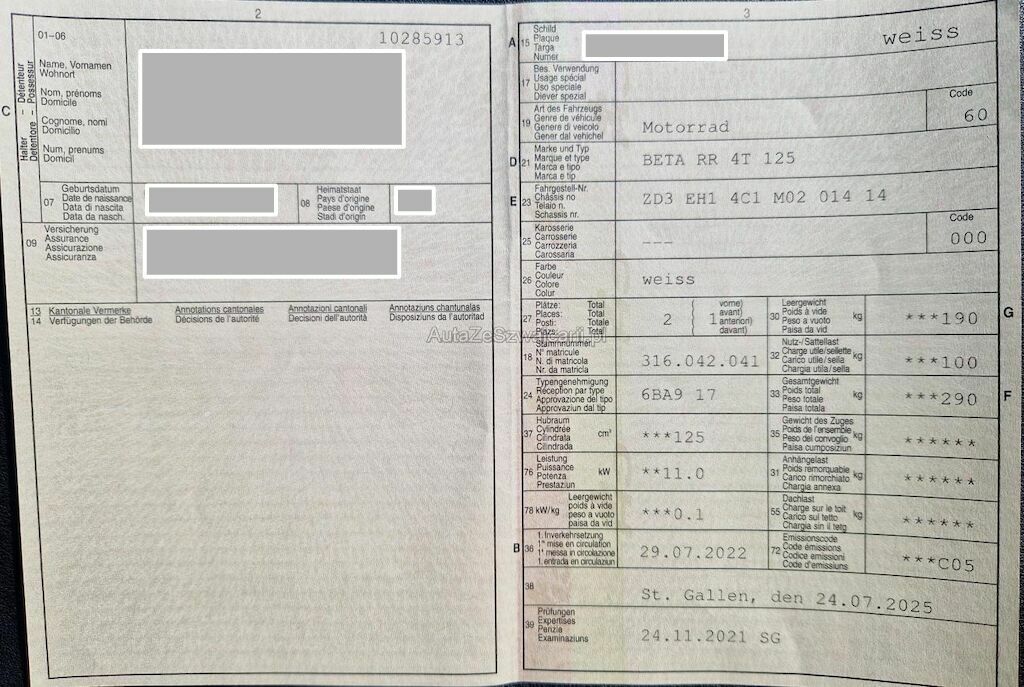 2
01-06
10285913
C
Halter – Détenteur
Detentore – Possessur
Name, Vornamen
Wohnort
Nom, prénoms
Domicile
Cognome, nomi
Domicilio
Num, prenums
Domicil
07
Geburtsdatum
Date de naissance
Data di nascita
Data da nasch.
08
Heimatstaat
Pays d'origine
Paese d'origine
Stadi d'origin
09
Versicherung
Assurance
Assicurazione
Assicuranza
13
14
Kantonale Vermerke
Verfügungen der Behörde
Annotations cantonales
Décisions de l'autorité
Annotazioni cantonali
Decisioni dell'autorità
Annotaziuns chantunalas
Disposiziuns da l'autoritad
AutaZeSzwajcarii.pl
3
A
15
Schild
Plaque
Targa
Numer
weiss
17
Bes. Verwendung
Usage spécial
Uso speciale
Diever spezial
19
Art des Fahrzeugs
Genre de véhicule
Genere di veicolo
Gener dal vehichel
Motorrad
Code
60
D
21
Marke und Typ
Marque et type
Marca e tipo
Marca e tip
BETA RR 4T 125
E
23
Fahrgestell-Nr.
Châssis no
Telaio n.
Schassis nr.
ZD3 EH1 4C1 M02 014 14
25
Karosserie
Carrosserie
Carrozzeria
Carossaria
---
Code
000
26
Farbe
Couleur
Colore
Colur
weiss
27
Plätze: Total
Places: Total
Posti: Totale
Plazs: Total
2
( 1
vorne)
avant)
anteriori)
davant)
30
Leergewicht
Poids à vide
Peso a vuoto
Paisa da vid
kg
***190
G
18
Stammnummer
N° matricule
N. di matricola
Nr. da matricla
316.042.041
32
Nutz-/Sattellast
Charge utile/sellette
Carico utile/sella
Chargia utila/sella
kg
***100
24
Typengenehmigung
Réception par type
Approvazione del tipo
Approvaziun dal tip
6BA9 17
33
Gesamtgewicht
Poids total
Peso totale
Paisa totala
kg
***290
F
37
Hubraum
Cylindrée
Cilindrata
Cilindrada
cm³
***125
35
Gewicht des Zuges
Poids de l'ensemble
Peso del convoglio
Paisa cumposiziun
kg
******
76
Leistung
Puissance
Potenza
Prestaziun
kW
**11.0
31
Anhängelast
Poids remorquable
Carico rimorchiato
Chargia annexa
kg
******
78 kW/kg
Leergewicht
poids à vide
peso a vuoto
paisa da vid
***0.1
55
Dachlast
Charge sur le toit
Carico sul tetto
Chargia sin il tetg
kg
******
B
36
1. Inverkehrsetzung
1re mise en circulation
1a messa in circolazione
1. entrada en circulaziun
29.07.2022
72
Emissionscode
Code émissions
Codice emissioni
Code d'emissiuns
***C05
38
St. Gallen, den 24.07.2025
39
Prüfungen
Expertises
Perizie
Examinaziuns
24.11.2021 SG